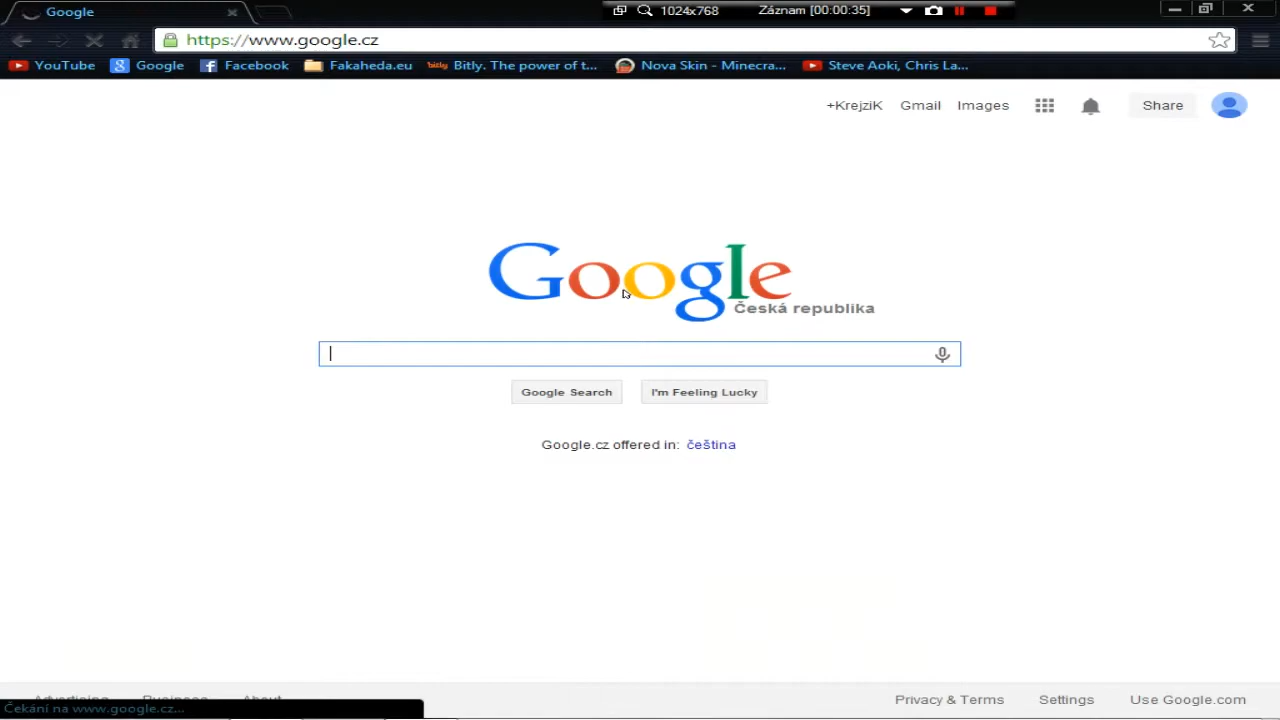 Google
1024x768 Záznam [00:00:35]
https://www.google.cz
YouTube Google Facebook Fakaheda.eu bitly Bitly. The power of t... Nova Skin - Minecra... Steve Aoki, Chris La...
+KrejziK Gmail Images Share
Google
Česká republika
Google Search I'm Feeling Lucky
Google.cz offered in: čeština
Advertising Business About Privacy & Terms Settings Use Google.com
Čekání na www.google.cz...